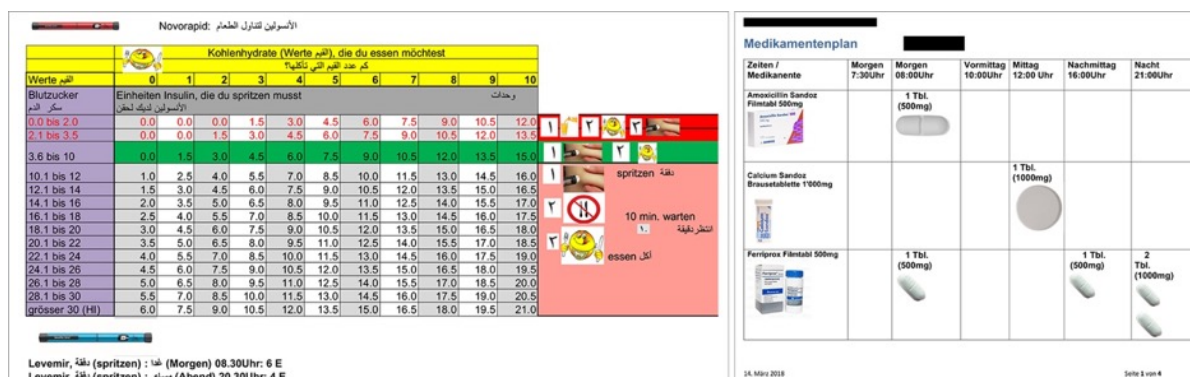 Novorapid: الأنسولين لتناول الطعام
Kohlenhydrate (Werte القيم), die du essen möchtest
كم عدد القيم التي تأكلها؟
Werte القيم 0 1 2 3 4 5 6 7 8 9 10
Blutzucker Einheiten Insulin, die du spritzen musst وحدات
سكر الدم الأنسولين لديك لحقن
0.0 bis 2.0 0.0 0.0 0.0 1.5 3.0 4.5 6.0 7.5 9.0 10.5 12.0
2.1 bis 3.5 0.0 0.0 1.5 3.0 4.5 6.0 7.5 9.0 10.5 12.0 13.5
١ ٢ ٣
3.6 bis 10 0.0 1.5 3.0 4.5 6.0 7.5 9.0 10.5 12.0 13.5 15.0
١ ٢
10.1 bis 12 1.0 2.5 4.0 5.5 7.0 8.5 10.0 11.5 13.0 14.5 16.0
12.1 bis 14 1.5 3.0 4.5 6.0 7.5 9.0 10.5 12.0 13.5 15.0 16.5
14.1 bis 16 2.0 3.5 5.0 6.5 8.0 9.5 11.0 12.5 14.0 15.5 17.0
16.1 bis 18 2.5 4.0 5.5 7.0 8.5 10.0 11.5 13.0 14.5 16.0 17.5
18.1 bis 20 3.0 4.5 6.0 7.5 9.0 10.5 12.0 13.5 15.0 16.5 18.0
20.1 bis 22 3.5 5.0 6.5 8.0 9.5 11.0 12.5 14.0 15.5 17.0 18.5
22.1 bis 24 4.0 5.5 7.0 8.5 10.0 11.5 13.0 14.5 16.0 17.5 19.0
24.1 bis 26 4.5 6.0 7.5 9.0 10.5 12.0 13.5 15.0 16.5 18.0 19.5
26.1 bis 28 5.0 6.5 8.0 9.5 11.0 12.5 14.0 15.5 17.0 18.5 20.0
28.1 bis 30 5.5 7.0 8.5 10.0 11.5 13.0 14.5 16.0 17.5 19.0 20.5
grösser 30 (HI) 6.0 7.5 9.0 10.5 12.0 13.5 15.0 16.5 18.0 19.5 21.0
١ spritzen دفقة
٢ 10 min. warten
انتظر دقيقة ١٠
٣ essen أكل
Levemir, دفقة (spritzen) : غدا (Morgen) 08.30Uhr: 6 E
Levemir, دفقة (spritzen) : (Abend) 20.30Uhr: 4 E
Medikamentenplan
Zeiten / Medikanente
Morgen 7:30Uhr
Morgen 08:00Uhr
Vormittag 10:00Uhr
Mittag 12:00 Uhr
Nachmittag 16:00Uhr
Nacht 21:00Uhr
Amoxicillin Sandoz
Filmtabl 500mg
1 Tbl.
(500mg)
Calcium Sandoz
Brausetablette 1'000mg
1 Tbl.
(1000mg)
Ferriprox Filmtabl 500mg
1 Tbl.
(500mg)
1 Tbl.
(500mg)
2
Tbl.
(1000mg)
14. März 2018
Seite 1 von 4